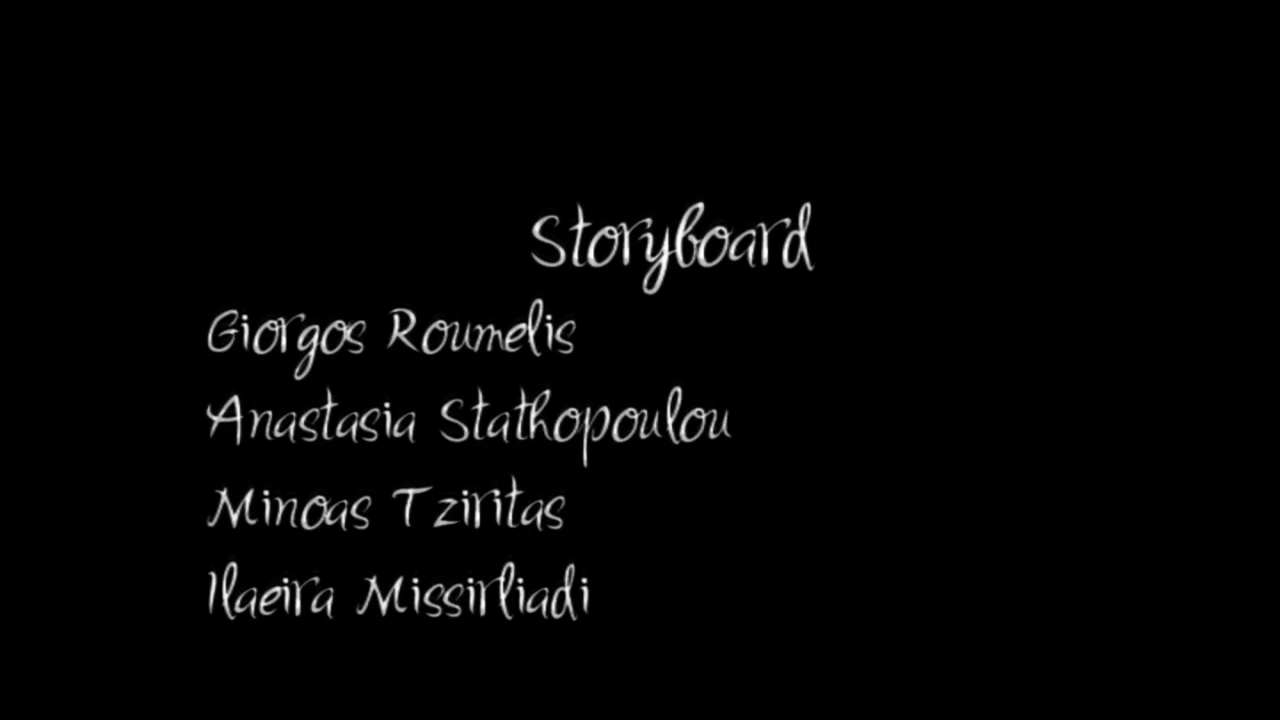 Storyboard
Giorgos Roumelis
Anastasia Stathopoulou
Minoas Tziritas
Ilaeira Missirliadi